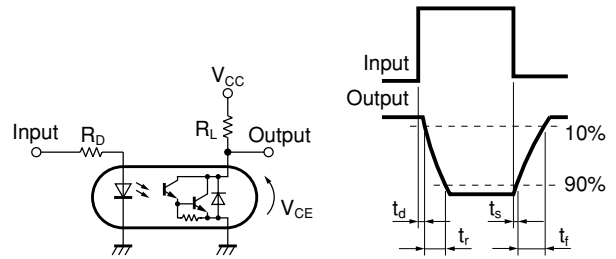 Input
R_D
V_CC
R_L
Output
V_CE
Input
Output
10%
90%
t_d
t_r
t_s
t_f